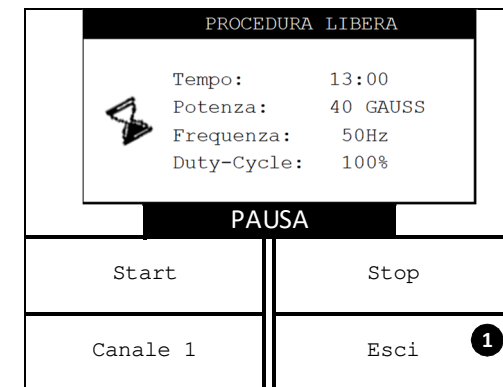 PROCEDURA LIBERA
Tempo: 13:00
Potenza: 40 GAUSS
Frequenza: 50Hz
Duty-Cycle: 100%
PAUSA
Start Stop
Canale 1 Esci 1